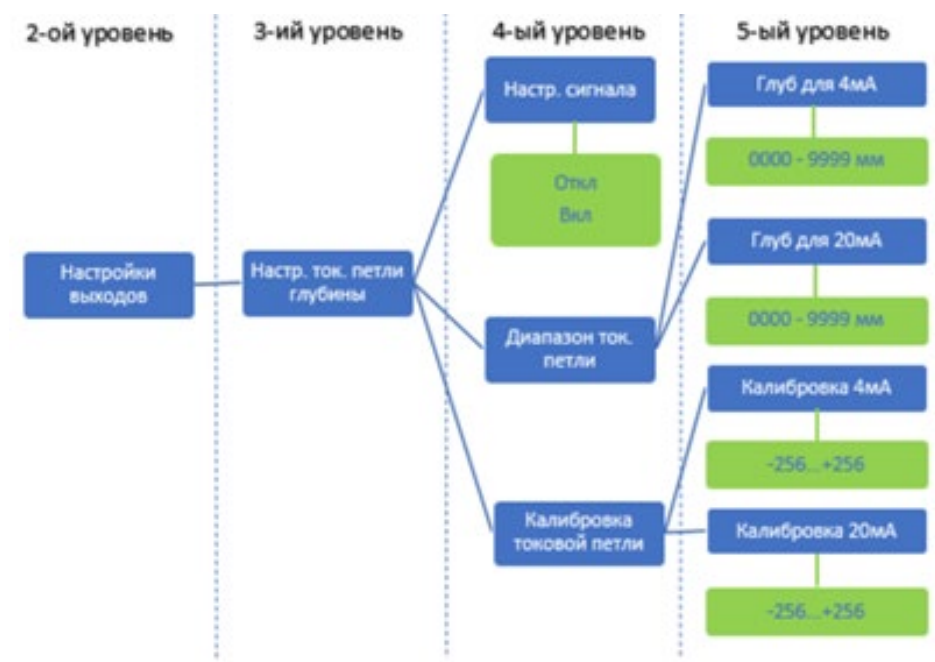 2-ой уровень
3-ий уровень
4-ый уровень
5-ый уровень
Настройки
выходов
Настр. ток. петли
глубины
Настр. сигнала
Откл
Вкл
Диапазон ток.
петли
Калибровка
токовой петли
Глуб для 4мА
0000 - 9999 мм
Глуб для 20мА
0000 - 9999 мм
Калибровка 4мА
-256...+256
Калибровка 20мА
-256...+256